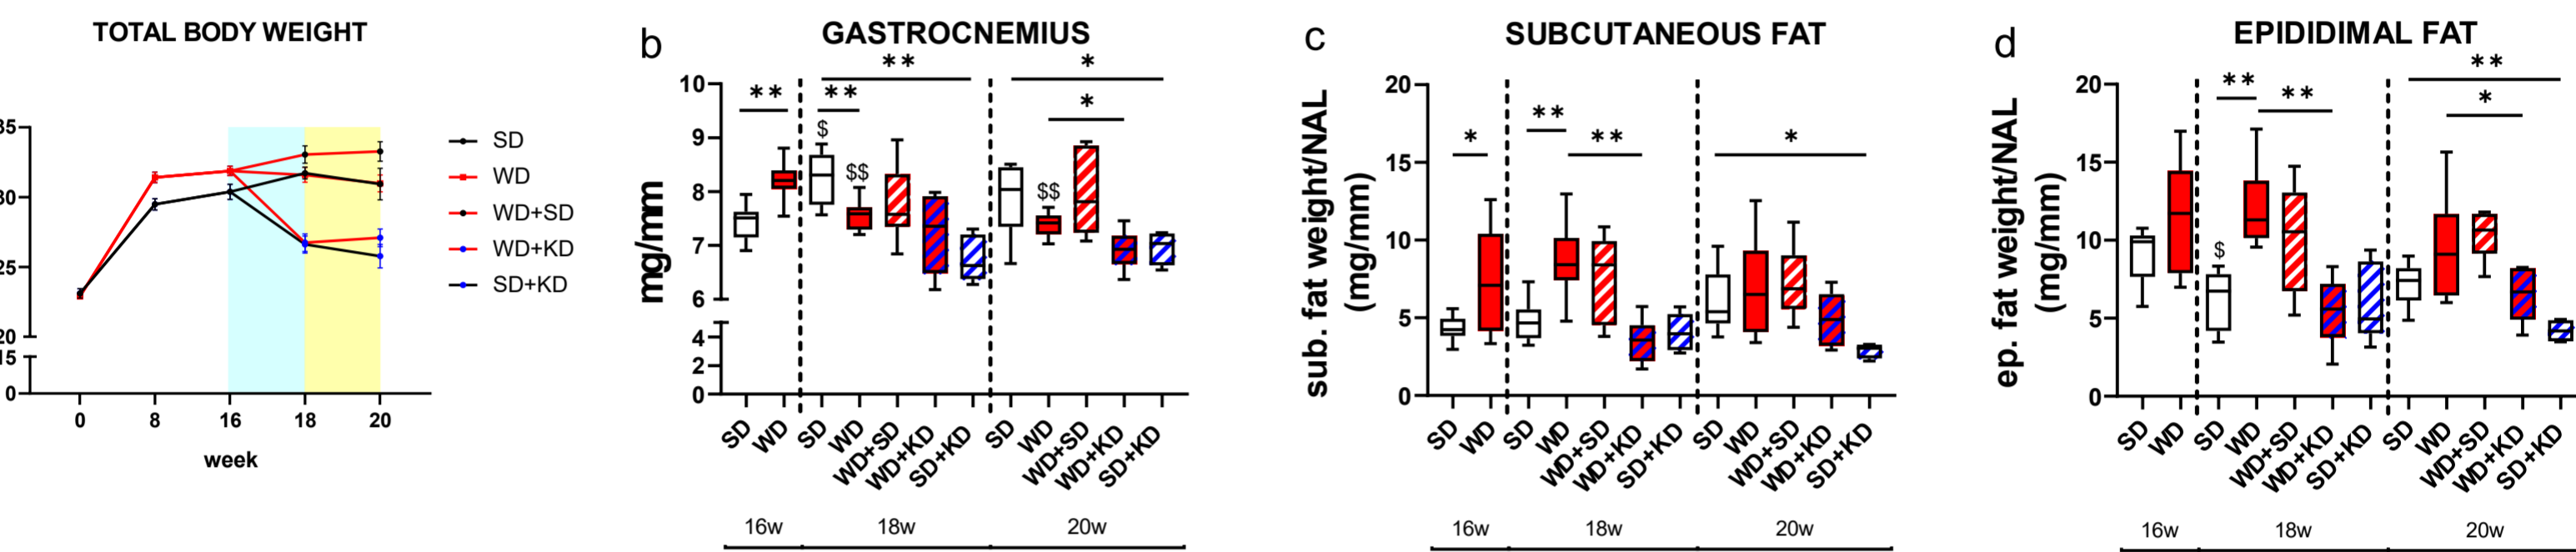 TOTAL BODY WEIGHT
35
30
25
20
15
0
0 8 16 18 20
week
SD
WD
WD+SD
WD+KD
SD+KD
b
GASTROCNEMIUS
mg/mm
10
9
8
7
6
4
2
0
** ** ** * *
$ $$ $$
SD WD SD WD WD+SD WD+KD SD+KD SD WD WD+SD WD+KD SD+KD
16w 18w 20w
c
SUBCUTANEOUS FAT
sub. fat weight/NAL
(mg/mm)
20
15
10
5
0
* ** ** *
SD WD SD WD WD+SD WD+KD SD+KD SD WD WD+SD WD+KD SD+KD
16w 18w 20w
d
EPIDIDIMAL FAT
ep. fat weight/NAL
(mg/mm)
20
15
10
5
0
** ** ** *
$
SD WD SD WD WD+SD WD+KD SD+KD SD WD WD+SD WD+KD SD+KD
16w 18w 20w